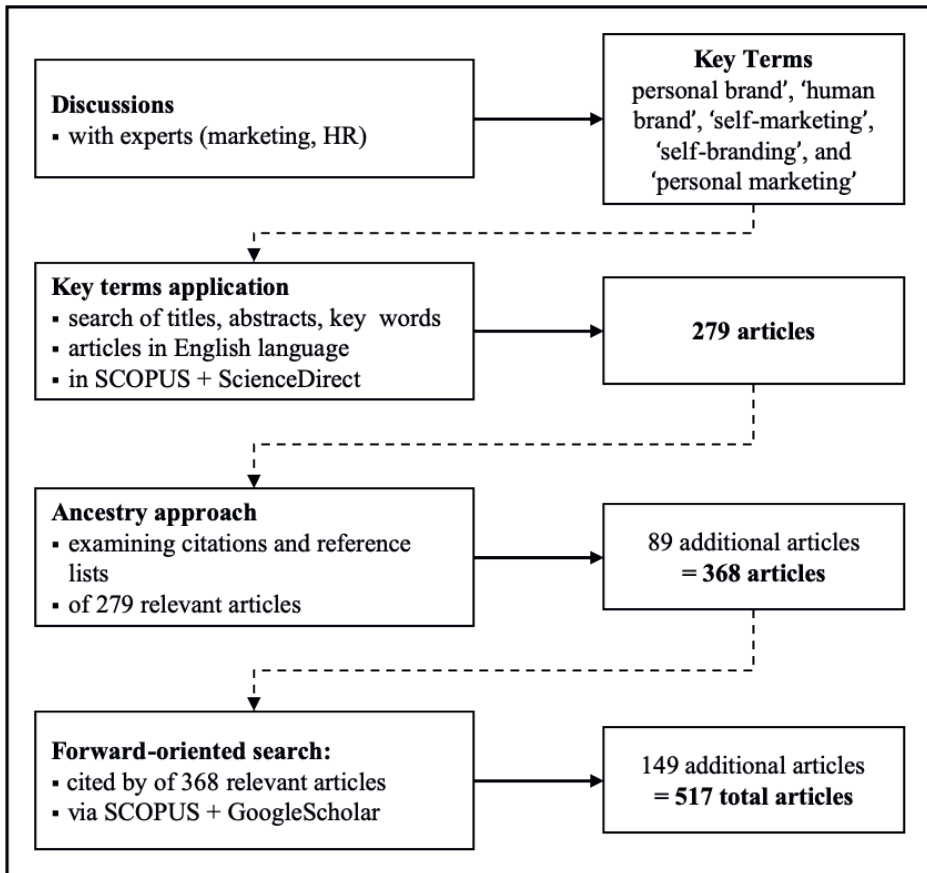 Discussions
▪ with experts (marketing, HR)
Key Terms
personal brand’, ‘human
brand’, ‘self-marketing’,
‘self-branding’, and
‘personal marketing’
Key terms application
▪ search of titles, abstracts, key words
▪ articles in English language
▪ in SCOPUS + ScienceDirect
279 articles
Ancestry approach
▪ examining citations and reference
lists
▪ of 279 relevant articles
89 additional articles
= 368 articles
Forward-oriented search:
▪ cited by of 368 relevant articles
▪ via SCOPUS + GoogleScholar
149 additional articles
= 517 total articles